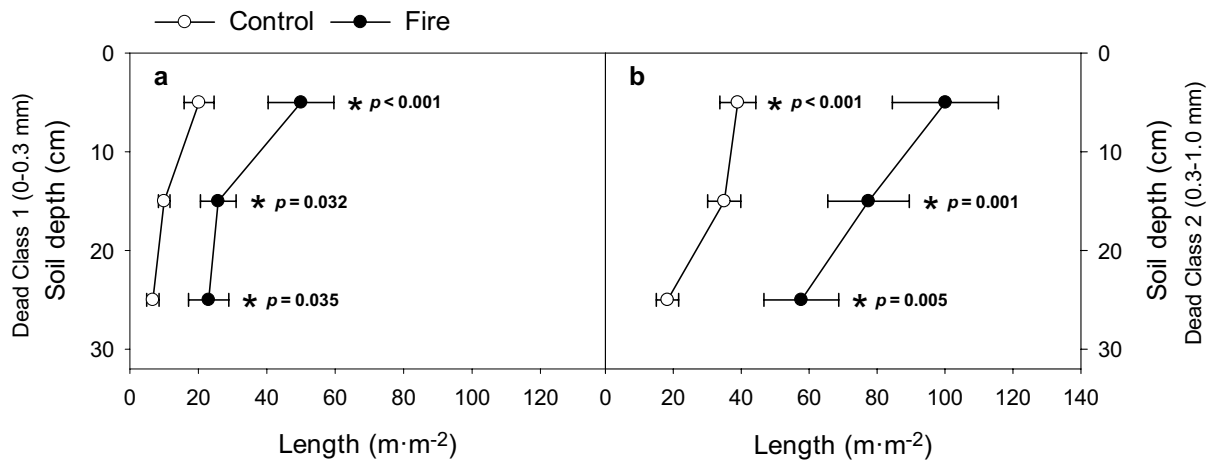 Control Fire
0
10
20
30
Dead Class 1 (0-0.3 mm)
Soil depth (cm)
a
* p < 0.001
* p = 0.032
* p = 0.035
0 20 40 60 80 100 120
Length (m·m-2)
b
* p < 0.001
* p = 0.001
* p = 0.005
0 20 40 60 80 100 120 140
Length (m·m-2)
0
10
20
30
Soil depth (cm)
Dead Class 2 (0.3-1.0 mm)